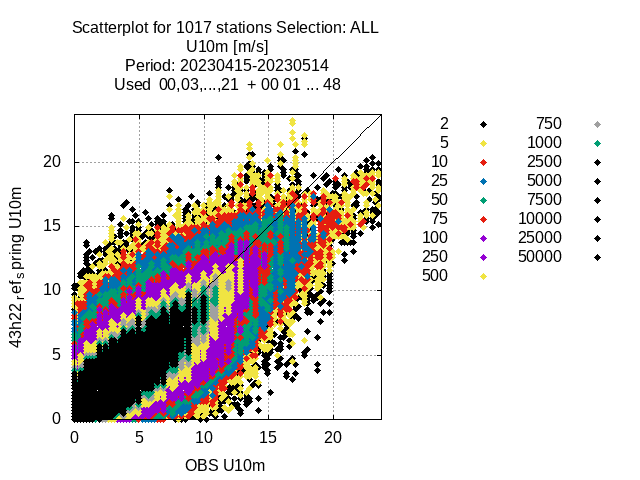 Scatterplot for 1017 stations Selection: ALL
U10m [m/s]
Period: 20230415-20230514
Used 00,03,...,21 + 00 01 ... 48
43h22_ref_spring U10m
20
15
10
5
0
0 5 10 15 20
OBS U10m
2 750
5 1000
10 2500
25 5000
50 7500
75 10000
100 25000
250 50000
500